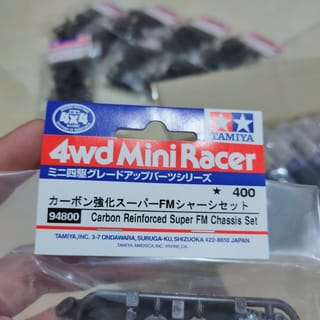 4x4
TAMIYA
4wd Mini Racer
ミニ四駆グレードアップパーツシリーズ
★ 400
カーボン強化スーパーFMシャーシセット
94800 Carbon Reinforced Super FM Chassis Set
TAMIYA,INC. 3-7 ONDAWARA, SURUGA-KU, SHIZUOKA 422-8610 JAPAN
TAMIYA AMERICA, INC. IRVINE, CA